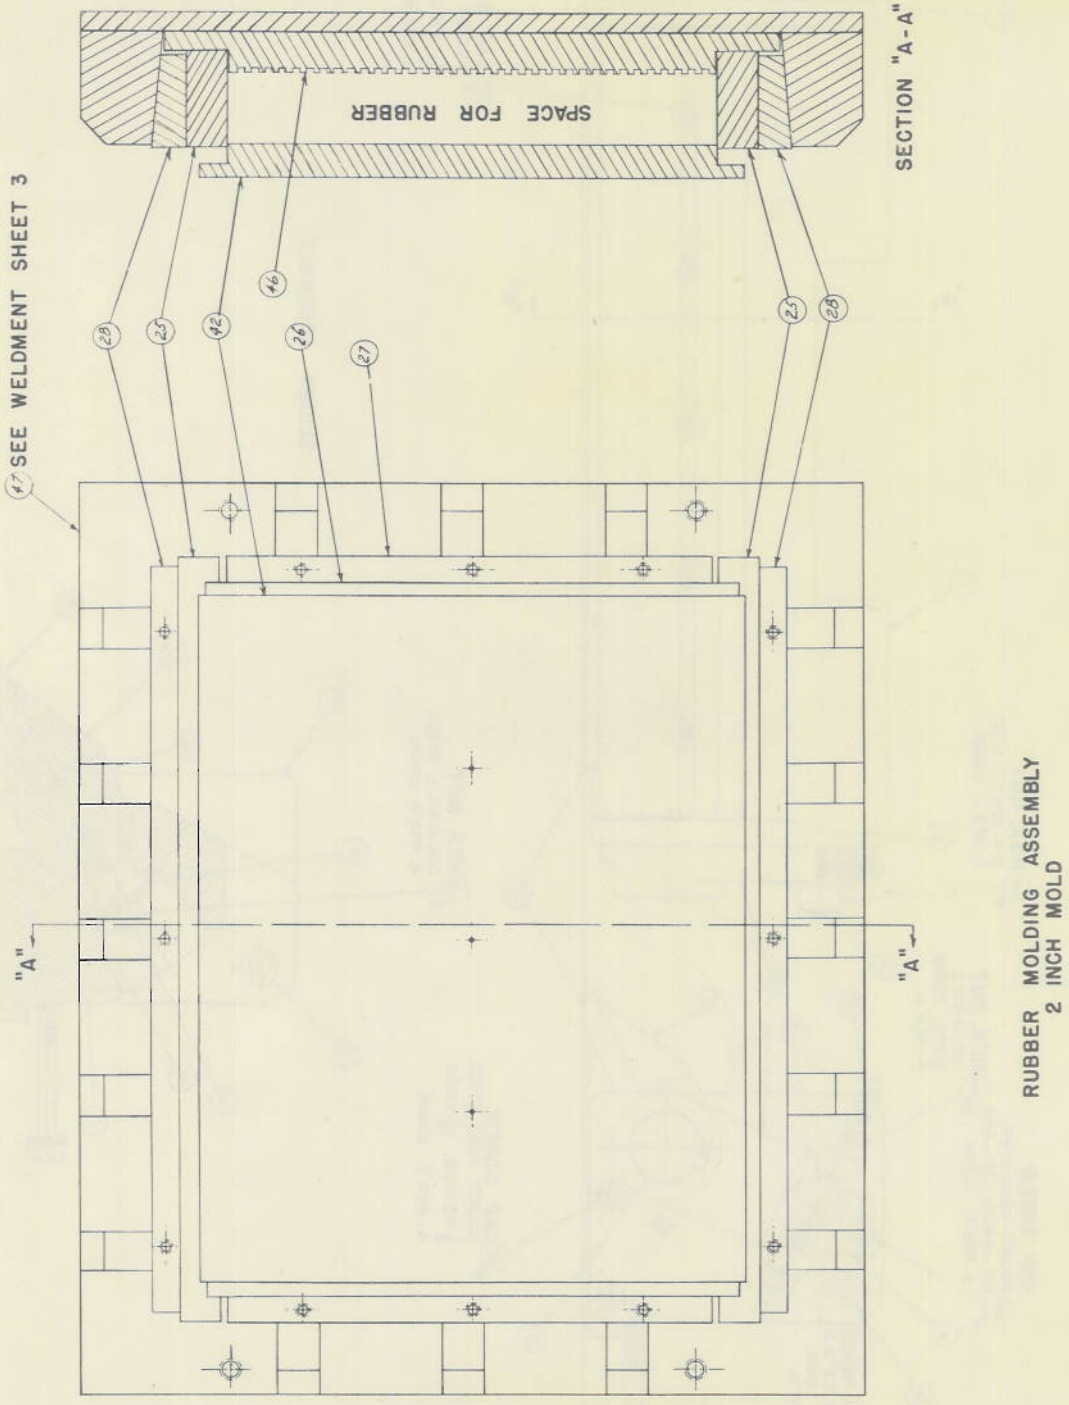 47 SEE WELDMENT SHEET 3
28
25
42
46
26
27
25
28
SPACE FOR RUBBER
SECTION "A-A"
"A"
"A"
RUBBER MOLDING ASSEMBLY
2 INCH MOLD